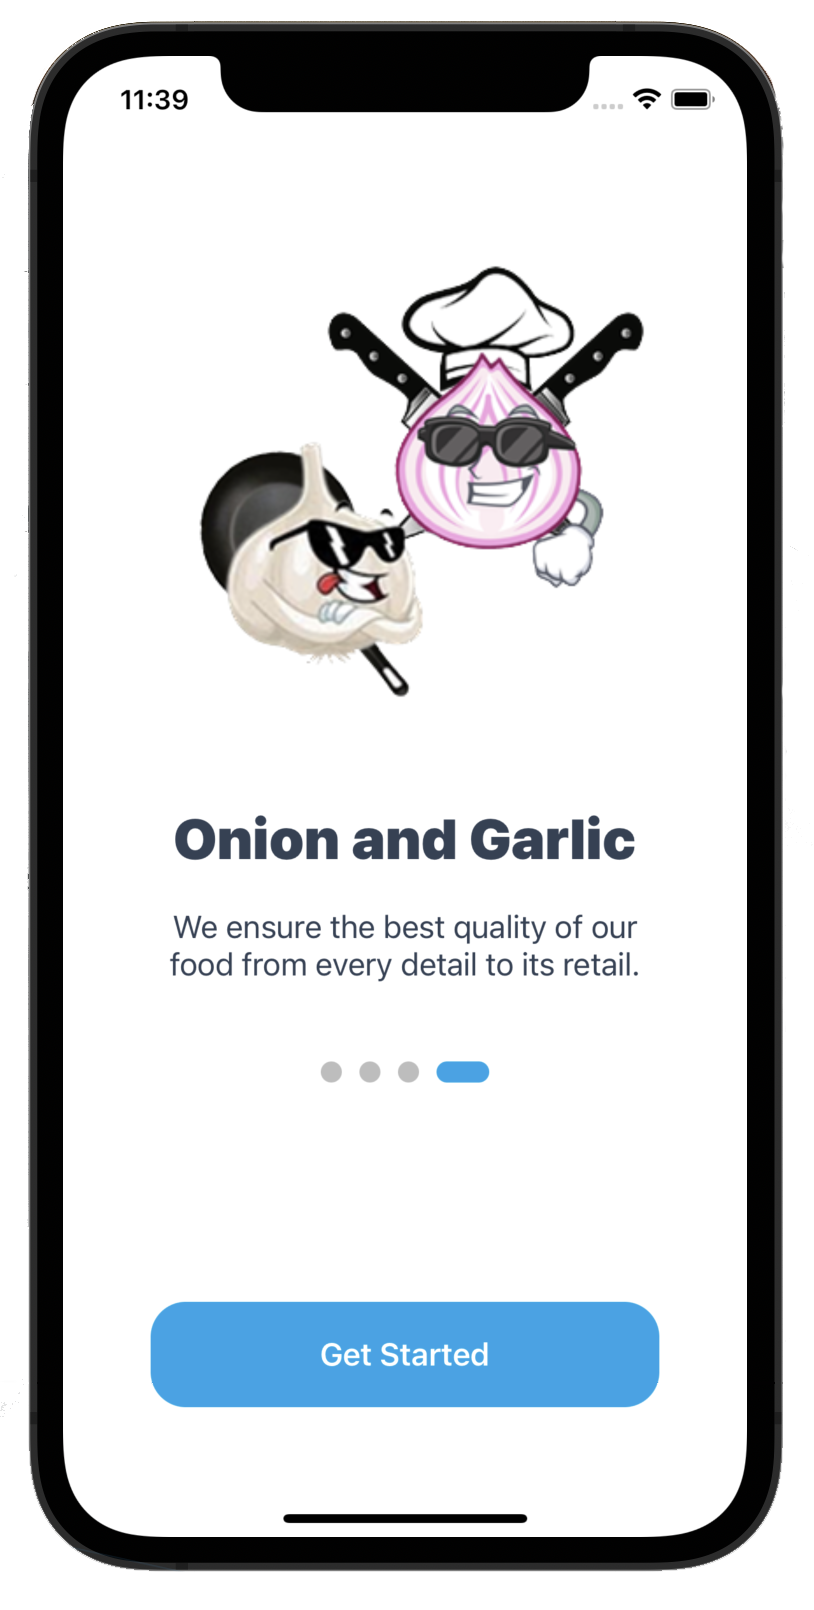 11:39
Onion and Garlic
We ensure the best quality of our
food from every detail to its retail.
Get Started